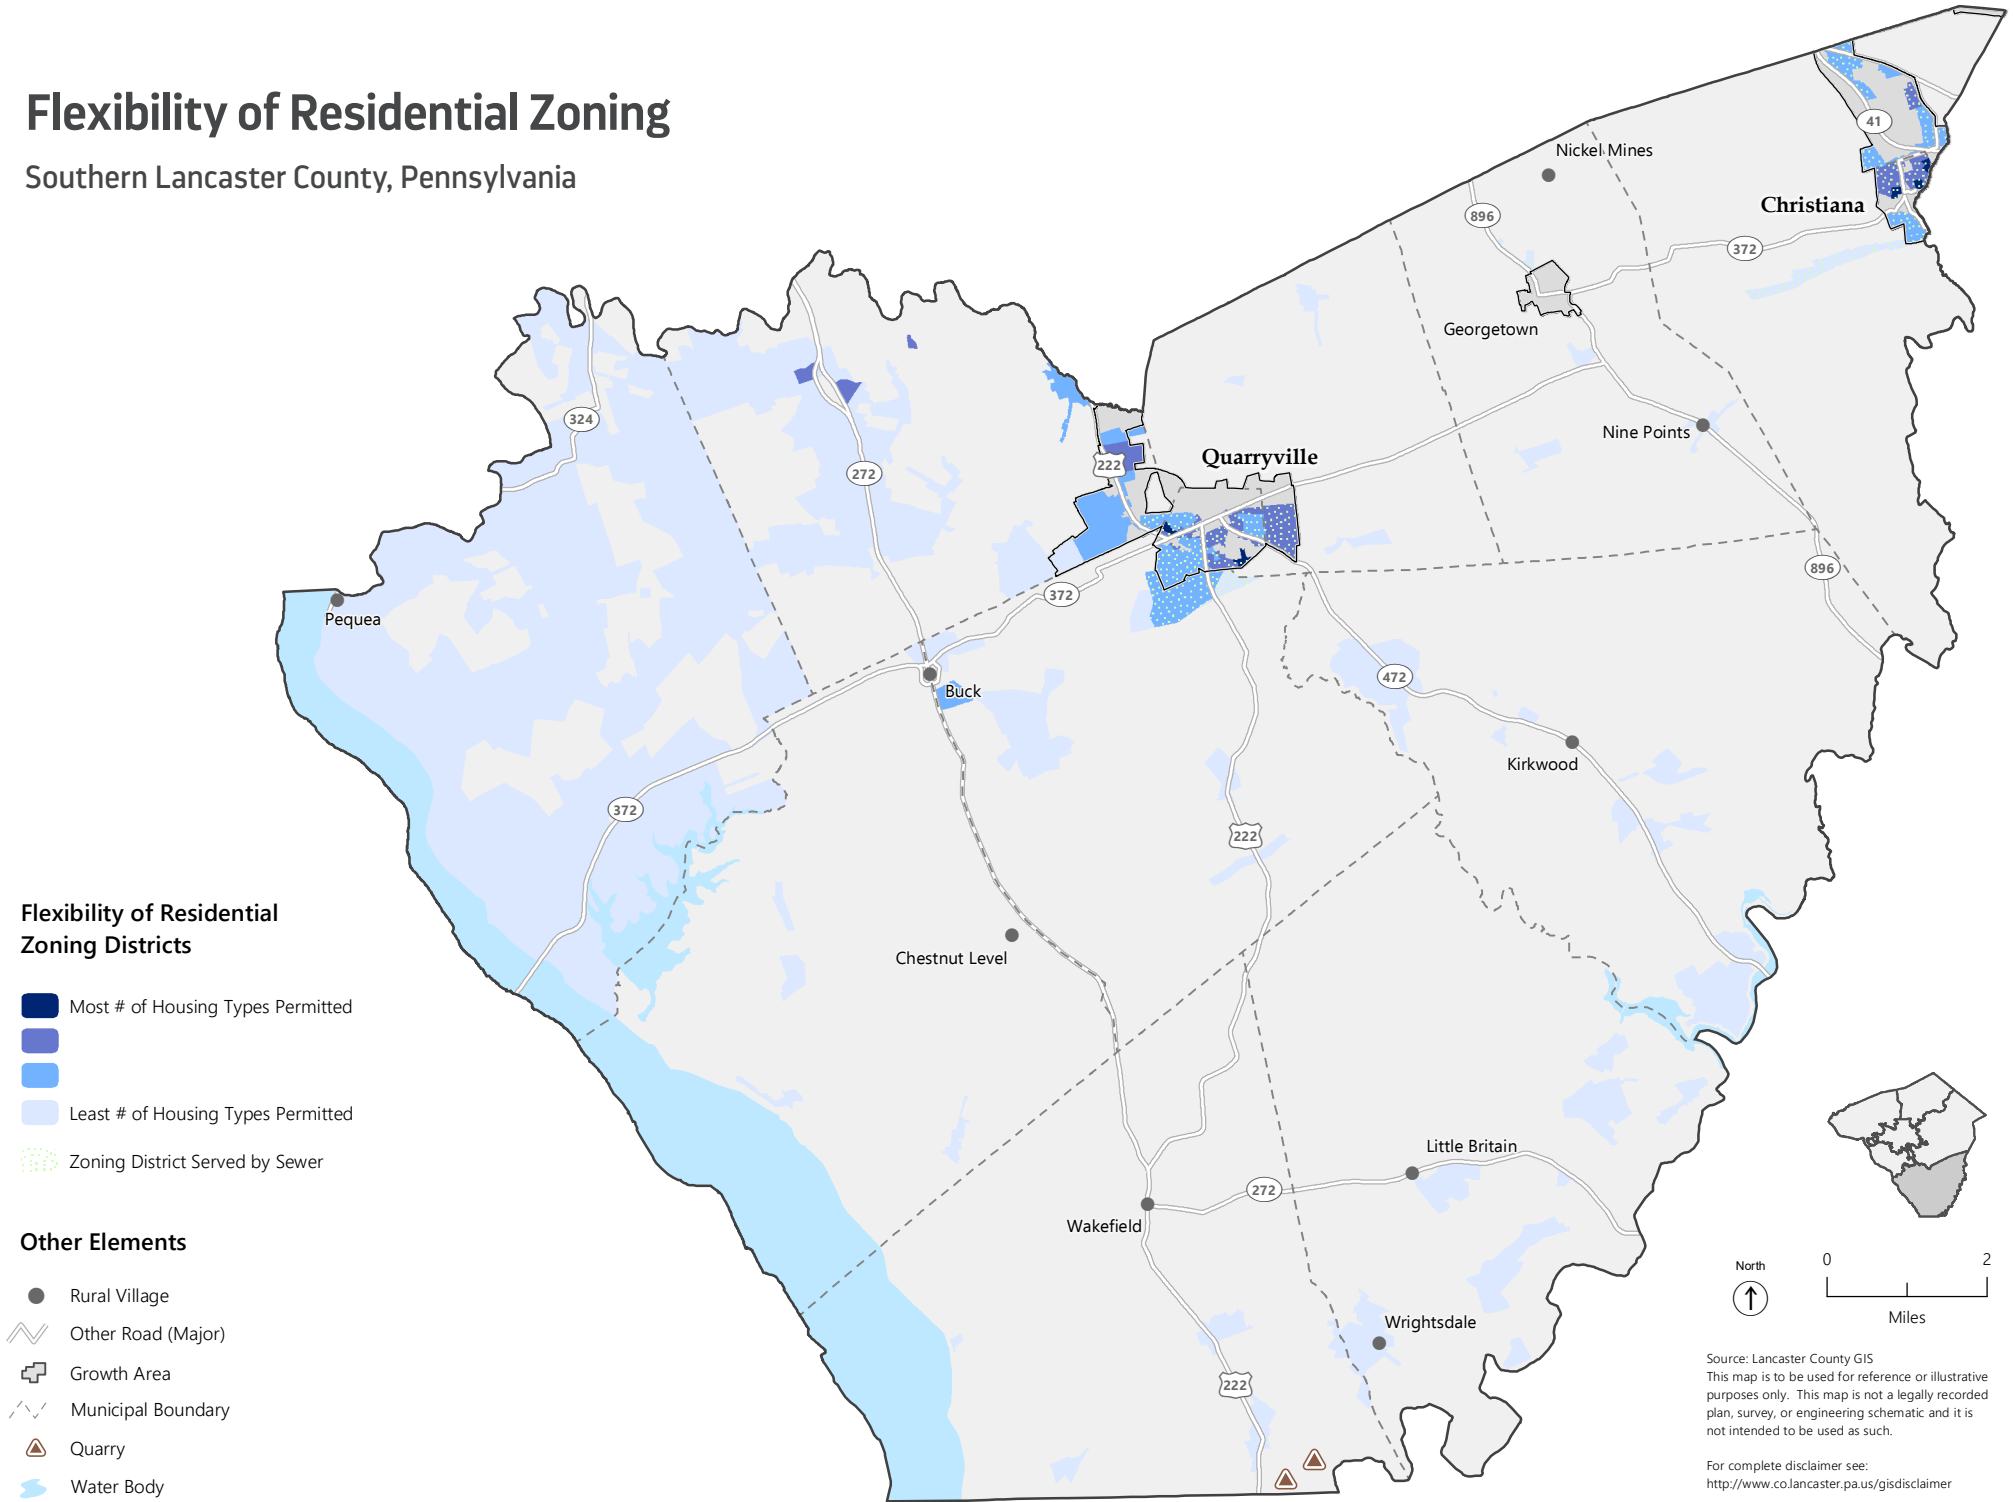 Flexibility of Residential Zoning
Southern Lancaster County, Pennsylvania
Nickel Mines
41
Christiana
896
372
Georgetown
324
272
Nine Points
222
Quarryville
896
372
Pequea
472
Buck
Kirkwood
372
222
Chestnut Level
Little Britain
272
Wakefield
Wrightsdale
222
Flexibility of Residential
Zoning Districts
Most # of Housing Types Permitted
Least # of Housing Types Permitted
Zoning District Served by Sewer
Other Elements
Rural Village
Other Road (Major)
Growth Area
Municipal Boundary
Quarry
Water Body
North
0 2
Miles
Source: Lancaster County GIS
This map is to be used for reference or illustrative
purposes only. This map is not a legally recorded
plan, survey, or engineering schematic and it is
not intended to be used as such.
For complete disclaimer see:
http://www.co.lancaster.pa.us/gisdisclaimer